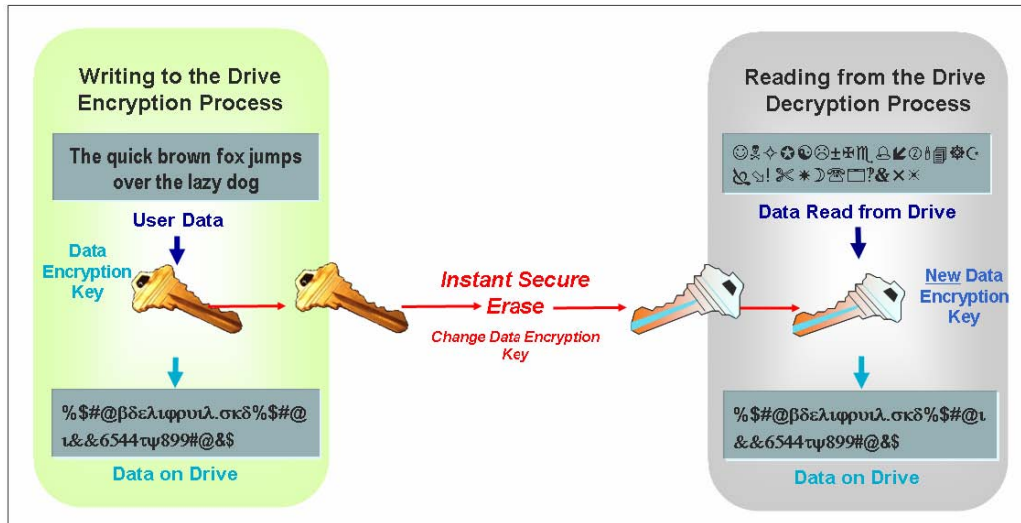 Writing to the Drive
Encryption Process
The quick brown fox jumps
over the lazy dog
User Data
Data
Encryption
Key
%$#@βδελιφρυιλ.σκδ%$#@
ι&&6544τψ899#@&$
Data on Drive
Instant Secure
Erase
Change Data Encryption
Key
Reading from the Drive
Decryption Process
☺☠✧✪☯☹±✠♏♎↙②🕯🗐☸☪
!✂✷☽☎🗔?&✕
Data Read from Drive
New Data
Encryption
Key
%$#@βδελιφρυιλ.σκδ%$#@ι
&&6544τψ899#@&$
Data on Drive